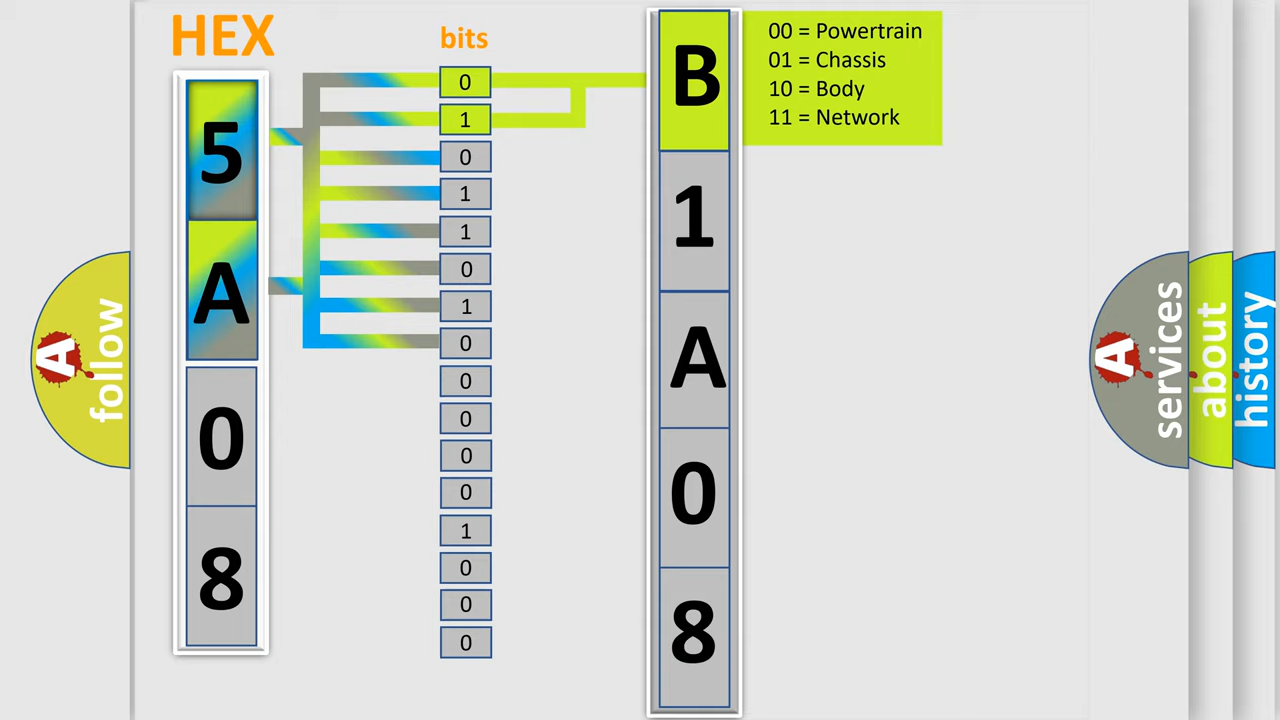 HEX
5
A
0
8
bits
0
1
0
1
1
0
1
0
0
0
0
0
1
0
0
0
B
1
A
0
8
00 = Powertrain
01 = Chassis
10 = Body
11 = Network
A
follow
A
services
about
history